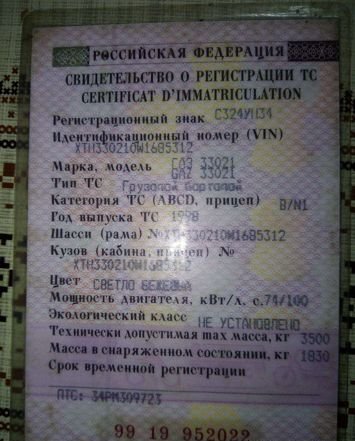 РОССИЙСКАЯ ФЕДЕРАЦИЯ
СВИДЕТЕЛЬСТВО О РЕГИСТРАЦИИ ТС
CERTIFICAT D'IMMATRICULATION
Регистрационный знак С324УН34
Идентификационный номер (VIN)
ХТН330210W1685312
Марка, модель ГАЗ 33021
GAZ 33021
Тип ТС Грузовой бортовой
Категория ТС (ABCD, прицеп) B/N1
Год выпуска ТС 1998
Шасси (рама) № ХТН330210W1685312
Кузов (кабина, прицеп) №
ХТН330210W1685312
Цвет СВЕТЛО БЕЖЕВЫЙ
Мощность двигателя, кВт/л. с. 74/100
Экологический класс НЕ УСТАНОВЛЕНО
Технически допустимая max масса, кг 3500
Масса в снаряженном состоянии, кг 1830
Срок временной регистрации
ПТС: 34РМ309723
99 19 952022